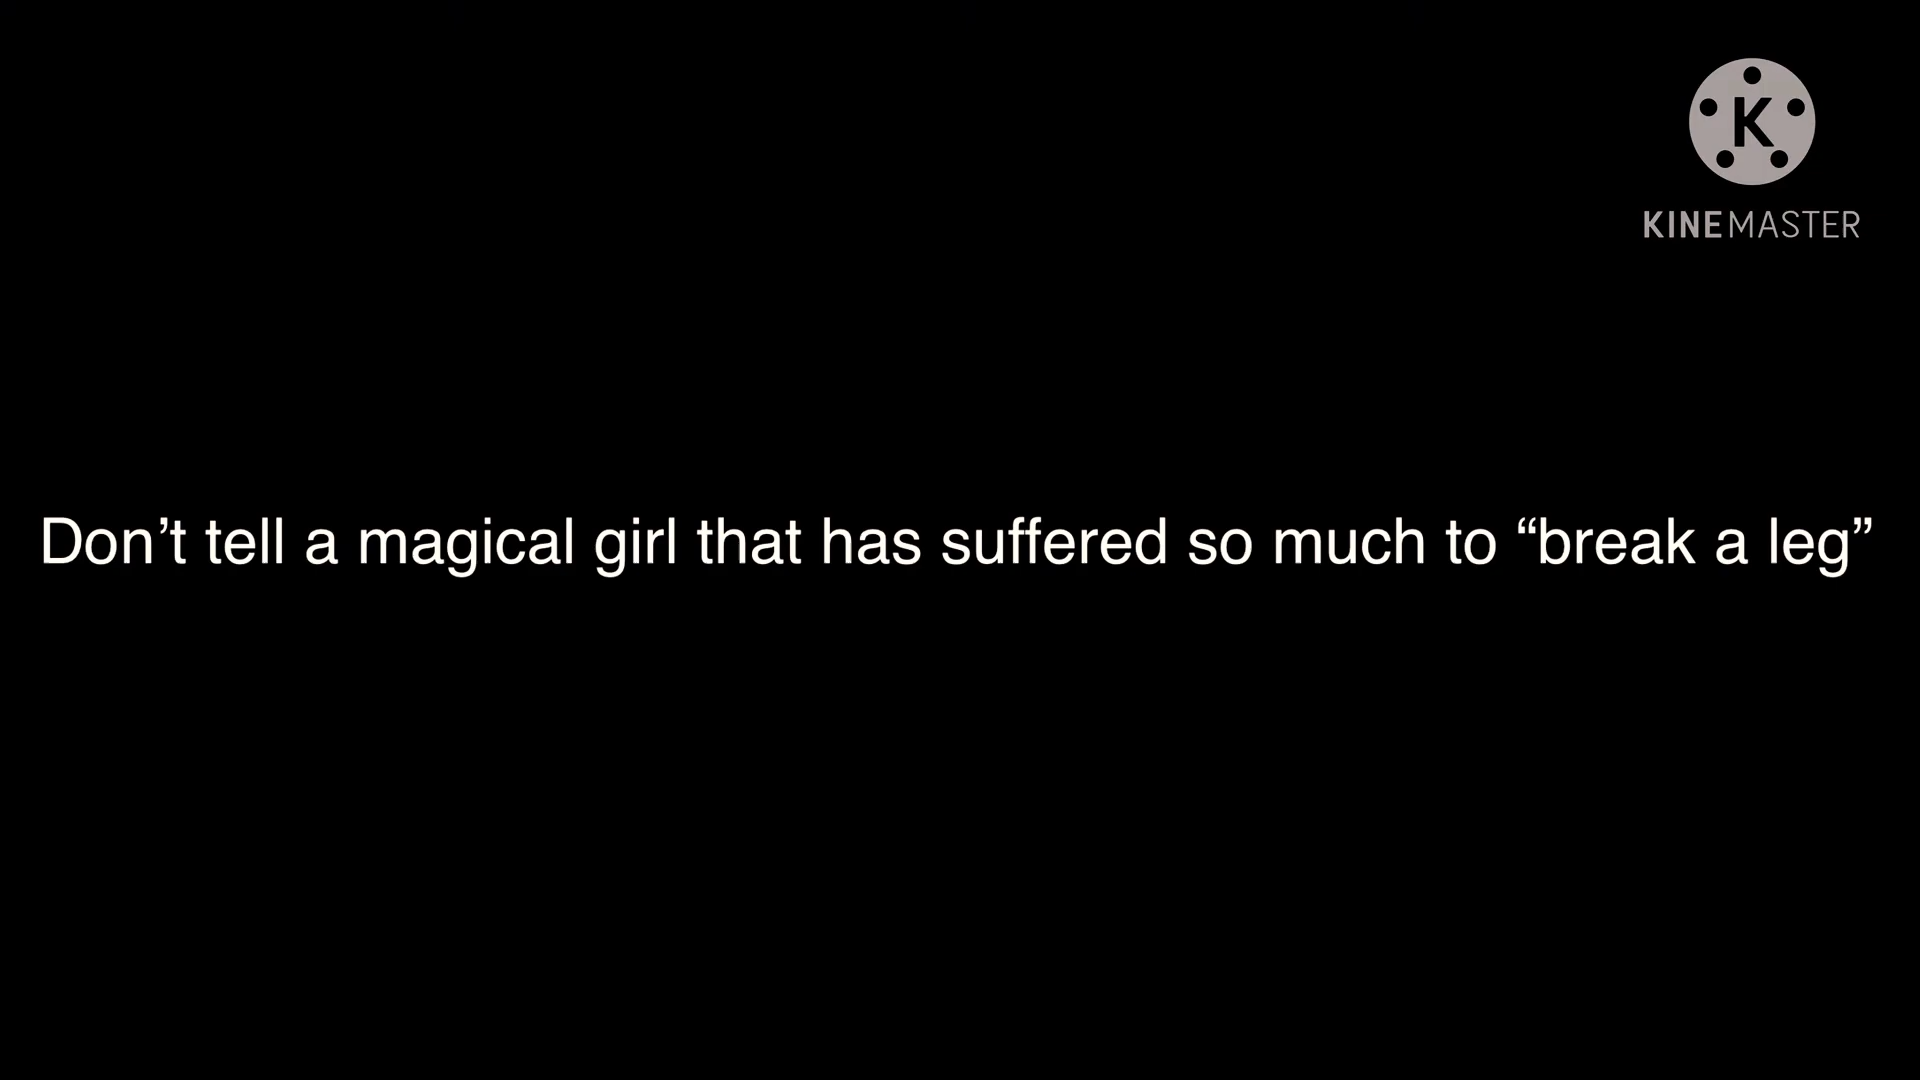 K
KINEMASTER
Don’t tell a magical girl that has suffered so much to “break a leg”